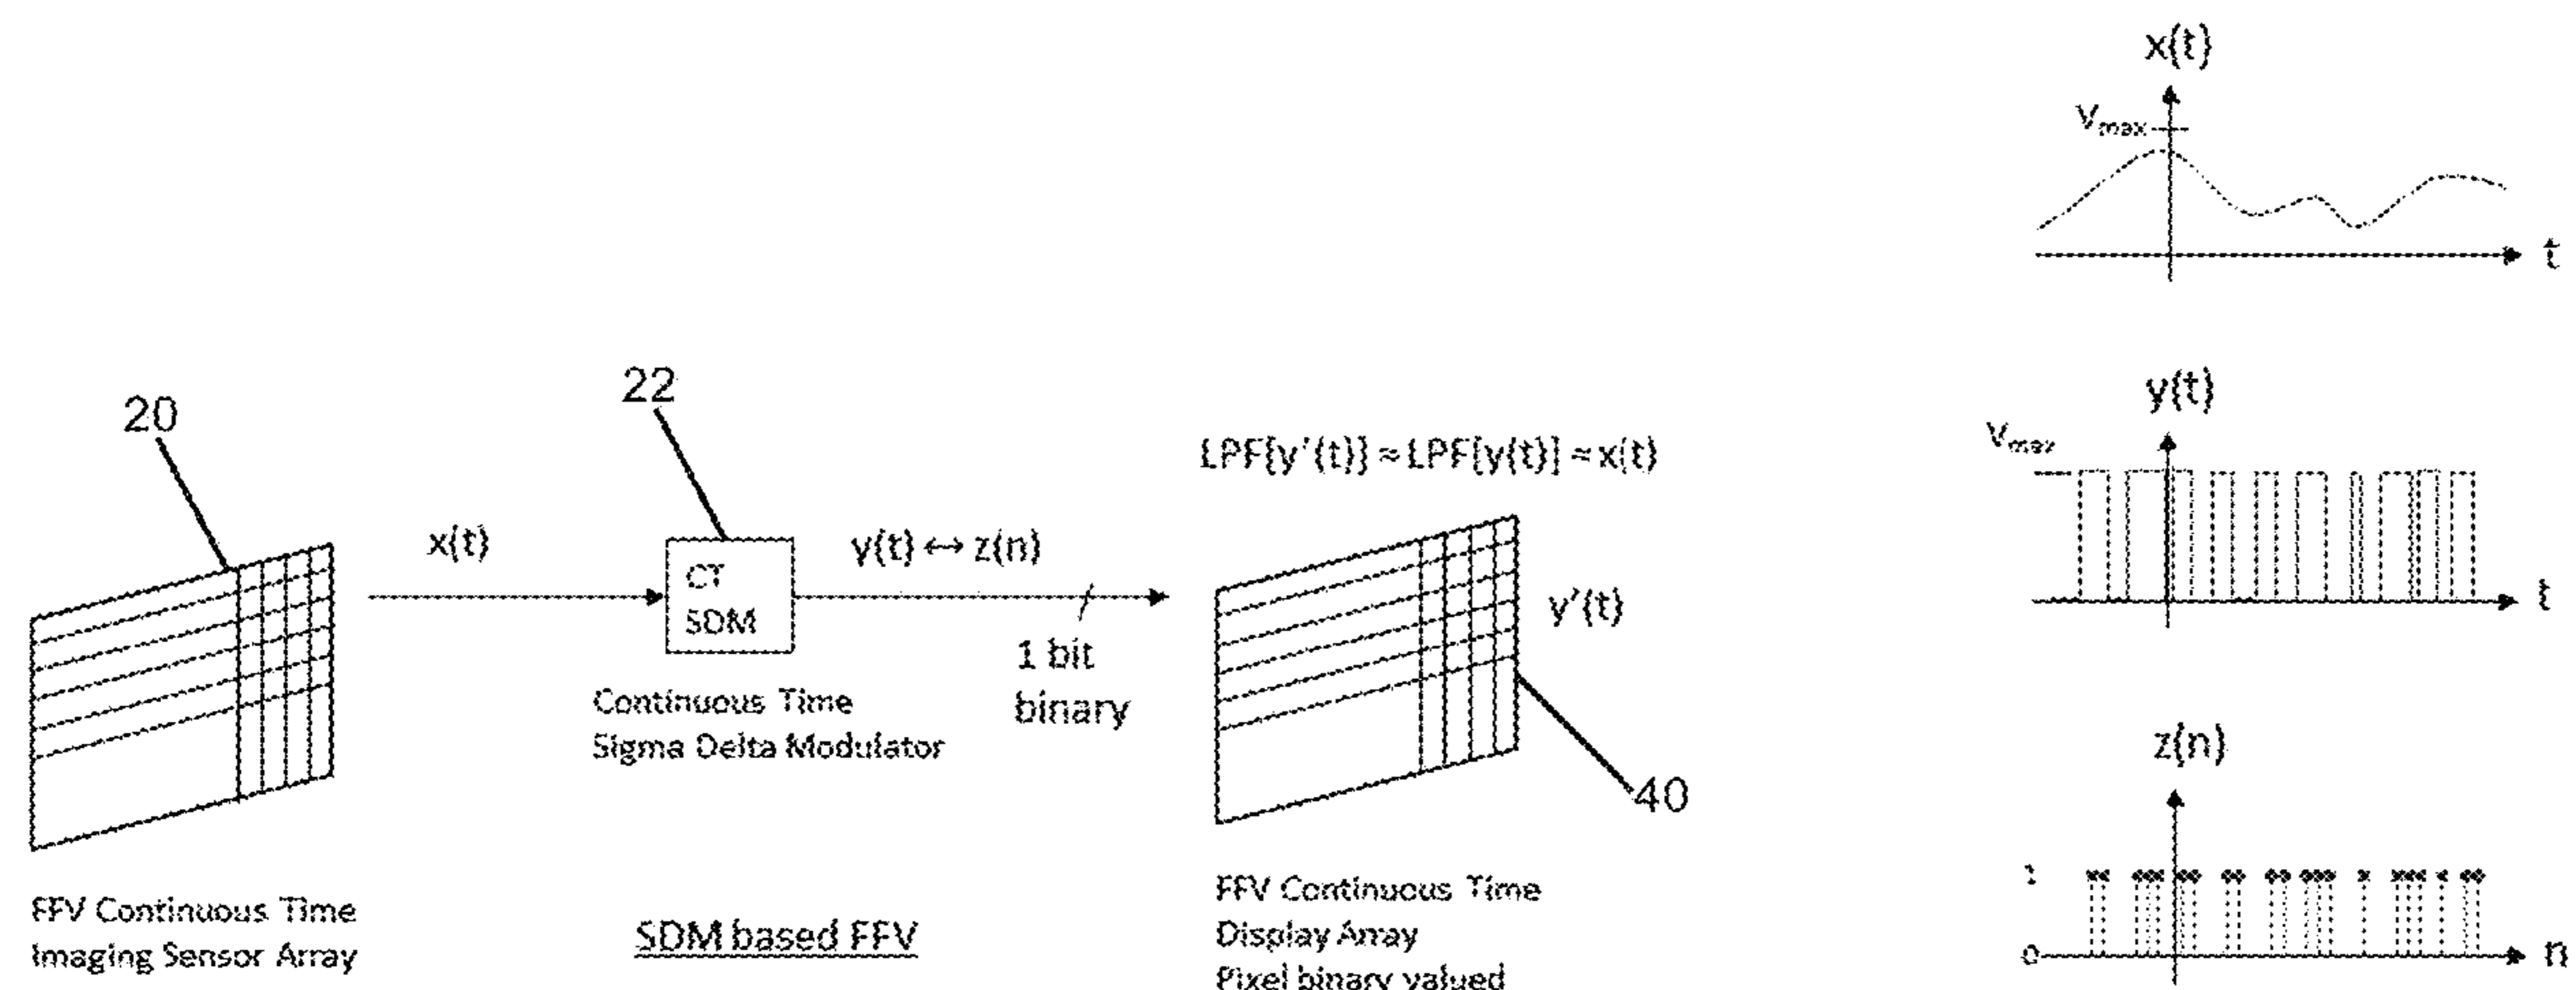 20
x(t)
22
CT
SDM
Continuous Time
Sigma Delta Modulator
y(t) ↔ z(n)
1 bit
binary
LPF[y'(t)] ≈ LPF[y(t)] ≈ x(t)
y'(t)
40
FFV Continuous Time
Imaging Sensor Array
SDM based FFV
FFV Continuous Time
Display Array
Pixel binary valued
x(t)
Vmax
t
y(t)
Vmax
t
z(n)
1
0
n